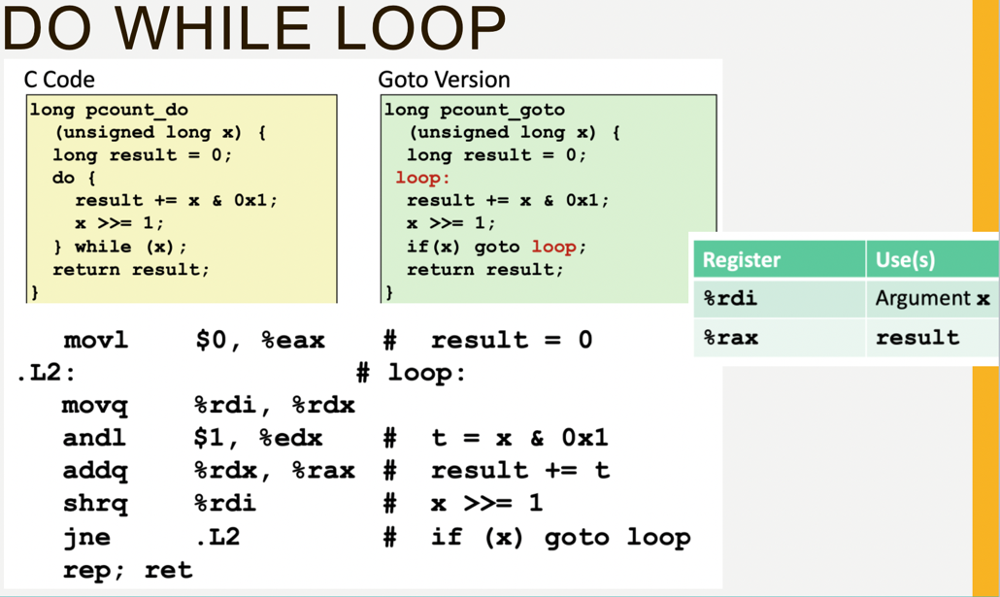 DO WHILE LOOP
C Code
long pcount_do
(unsigned long x) {
long result = 0;
do {
result += x & 0x1;
x >>= 1;
} while (x);
return result;
}
Goto Version
long pcount_goto
(unsigned long x) {
long result = 0;
loop:
result += x & 0x1;
x >>= 1;
if(x) goto loop;
return result;
}
Register Use(s)
%rdi Argument x
%rax result
movl $0, %eax # result = 0
.L2: # loop:
movq %rdi, %rdx
andl $1, %edx # t = x & 0x1
addq %rdx, %rax # result += t
shrq %rdi # x >>= 1
jne .L2 # if (x) goto loop
rep; ret